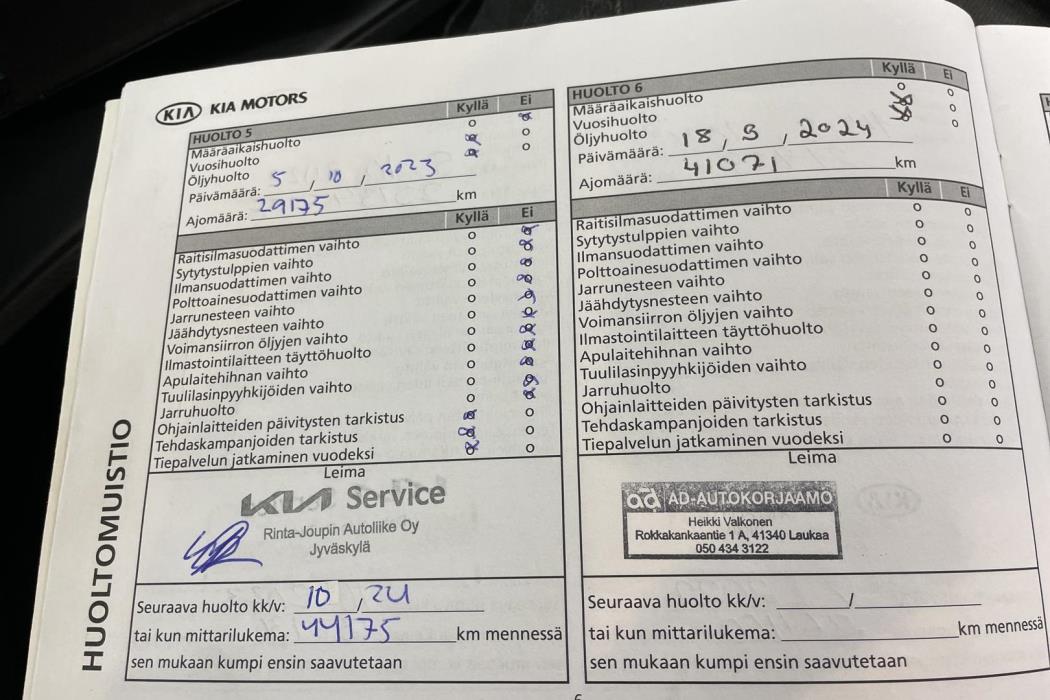 KIA KIA MOTORS
HUOLTO 5 Kyllä Ei
Määräaikaishuolto
Vuosihuolto
Öljyhuolto
Päivämäärä: 5 / 10 / 2023
Ajomäärä: 29175 km
Kyllä Ei
Raitisilmasuodattimen vaihto
Sytytystulppien vaihto
Ilmansuodattimen vaihto
Polttoainesuodattimen vaihto
Jarrunesteen vaihto
Jäähdytysnesteen vaihto
Voimansiirron öljyjen vaihto
Ilmastointilaitteen täyttöhuolto
Apulaitehihnan vaihto
Tuulilasinpyyhkijöiden vaihto
Jarruhuolto
Ohjainlaitteiden päivitysten tarkistus
Tehdaskampanjoiden tarkistus
Tiepalvelun jatkaminen vuodeksi
Leima
KIA Service
Rinta-Joupin Autoliike Oy
Jyväskylä
Seuraava huolto kk/v: 10 / 24
tai kun mittarilukema: 44175 km mennessä
sen mukaan kumpi ensin saavutetaan
HUOLTOMUISTIO
HUOLTO 6 Kyllä Ei
Määräaikaishuolto
Vuosihuolto
Öljyhuolto
Päivämäärä: 18 , 9 , 2024
Ajomäärä: 41071 km
Kyllä Ei
Raitisilmasuodattimen vaihto
Sytytystulppien vaihto
Ilmansuodattimen vaihto
Polttoainesuodattimen vaihto
Jarrunesteen vaihto
Jäähdytysnesteen vaihto
Voimansiirron öljyjen vaihto
Ilmastointilaitteen täyttöhuolto
Apulaitehihnan vaihto
Tuulilasinpyyhkijöiden vaihto
Jarruhuolto
Ohjainlaitteiden päivitysten tarkistus
Tehdaskampanjoiden tarkistus
Tiepalvelun jatkaminen vuodeksi
Leima
ad AD-AUTOKORJAAMO
Heikki Valkonen
Rokkakankaantie 1 A, 41340 Laukaa
050 434 3122
Seuraava huolto kk/v: /
tai kun mittarilukema: km mennessä
sen mukaan kumpi ensin saavutetaan